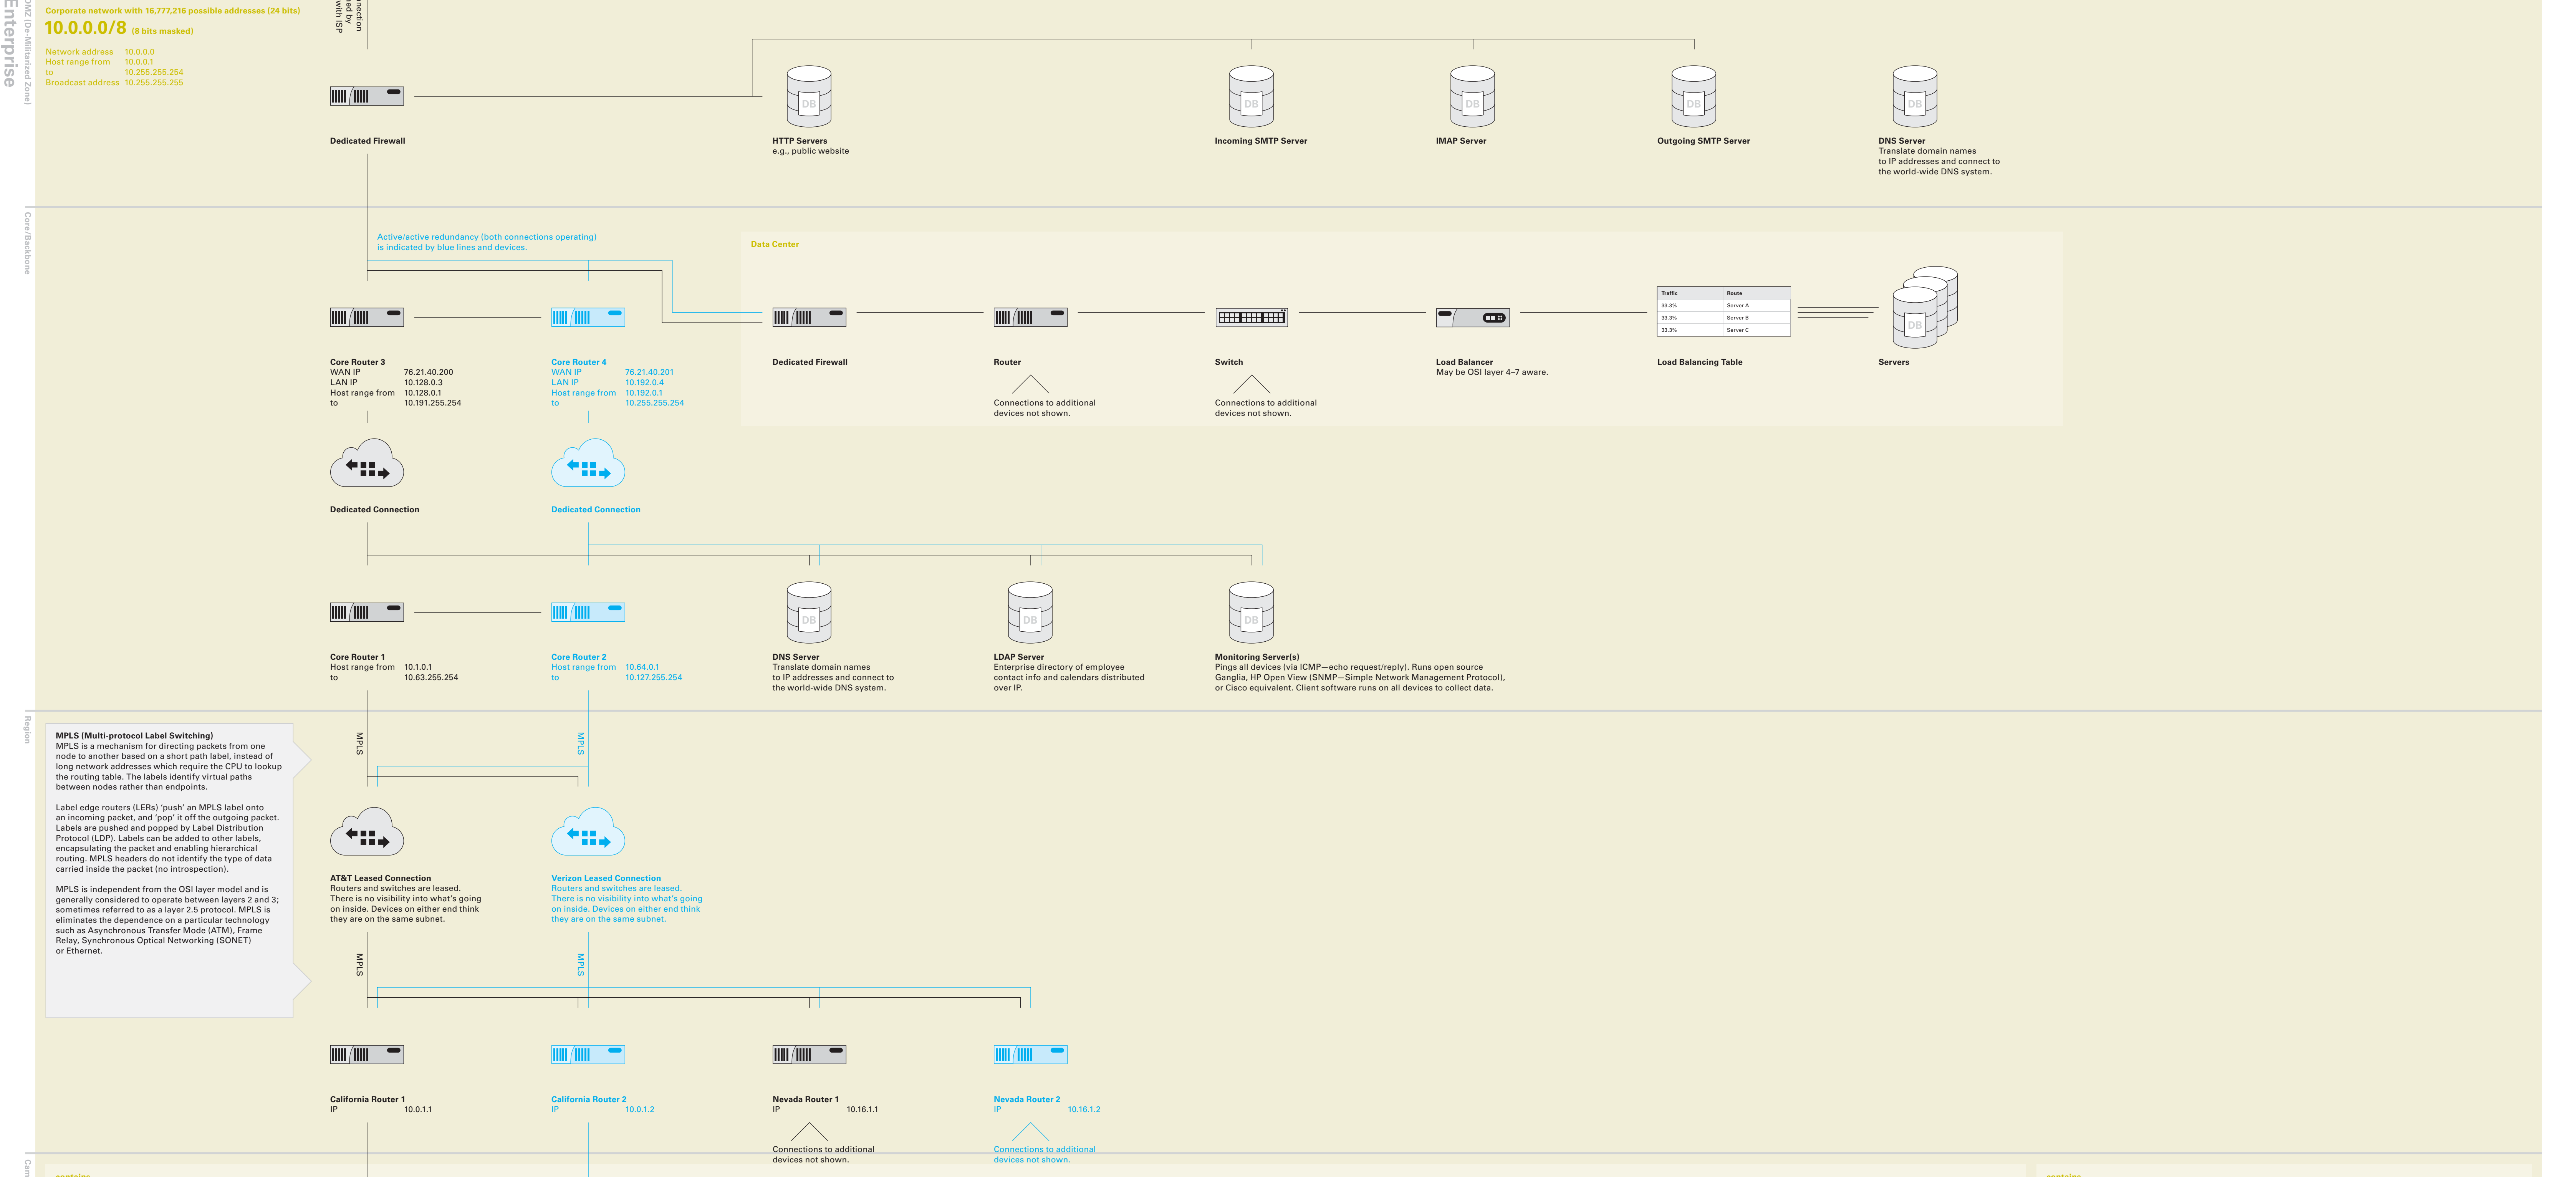 Enterprise
DMZ (De-Militarized Zone)
Corporate network with 16,777,216 possible addresses (24 bits)
10.0.0.0/8 (8 bits masked)
Network address 10.0.0.0
Host range from 10.0.0.1
to 10.255.255.254
Broadcast address 10.255.255.255
with ISP
Dedicated Firewall
DB
HTTP Servers
e.g., public website
DB
Incoming SMTP Server
DB
IMAP Server
DB
Outgoing SMTP Server
DB
DNS Server
Translate domain names
to IP addresses and connect to
the world-wide DNS system.
Core/Backbone
Active/active redundancy (both connections operating)
is indicated by blue lines and devices.
Core Router 3
WAN IP 76.21.40.200
LAN IP 10.128.0.3
Host range from 10.128.0.1
to 10.191.255.254
Core Router 4
WAN IP 76.21.40.201
LAN IP 10.192.0.4
Host range from 10.192.0.1
to 10.255.255.254
Data Center
Dedicated Firewall
Router
Connections to additional
devices not shown.
Switch
Connections to additional
devices not shown.
Load Balancer
May be OSI layer 4–7 aware.
Traffic Route
33.3% Server A
33.3% Server B
33.3% Server C
Load Balancing Table
DB
Servers
Dedicated Connection
Dedicated Connection
Core Router 1
Host range from 10.1.0.1
to 10.63.255.254
Core Router 2
Host range from 10.64.0.1
to 10.127.255.254
DB
DNS Server
Translate domain names
to IP addresses and connect to
the world-wide DNS system.
DB
LDAP Server
Enterprise directory of employee
contact info and calendars distributed
over IP.
DB
Monitoring Server(s)
Pings all devices (via ICMP—echo request/reply). Runs open source
Ganglia, HP Open View (SNMP—Simple Network Management Protocol),
or Cisco equivalent. Client software runs on all devices to collect data.
Region
MPLS (Multi-protocol Label Switching)
MPLS is a mechanism for directing packets from one
node to another based on a short path label, instead of
long network addresses which require the CPU to lookup
the routing table. The labels identify virtual paths
between nodes rather than endpoints.
Label edge routers (LERs) ‘push’ an MPLS label onto
an incoming packet, and ‘pop’ it off the outgoing packet.
Labels are pushed and popped by Label Distribution
Protocol (LDP). Labels can be added to other labels,
encapsulating the packet and enabling hierarchical
routing. MPLS headers do not identify the type of data
carried inside the packet (no introspection).
MPLS is independent from the OSI layer model and is
generally considered to operate between layers 2 and 3;
sometimes referred to as a layer 2.5 protocol. MPLS is
eliminates the dependence on a particular technology
such as Asynchronous Transfer Mode (ATM), Frame
Relay, Synchronous Optical Networking (SONET)
or Ethernet.
MPLS
MPLS
AT&T Leased Connection
Routers and switches are leased.
There is no visibility into what’s going
on inside. Devices on either end think
they are on the same subnet.
Verizon Leased Connection
Routers and switches are leased.
There is no visibility into what’s going
on inside. Devices on either end think
they are on the same subnet.
MPLS
MPLS
California Router 1
IP 10.0.1.1
California Router 2
IP 10.0.1.2
Nevada Router 1
IP 10.16.1.1
Connections to additional
devices not shown.
Nevada Router 2
IP 10.16.1.2
Connections to additional
devices not shown.